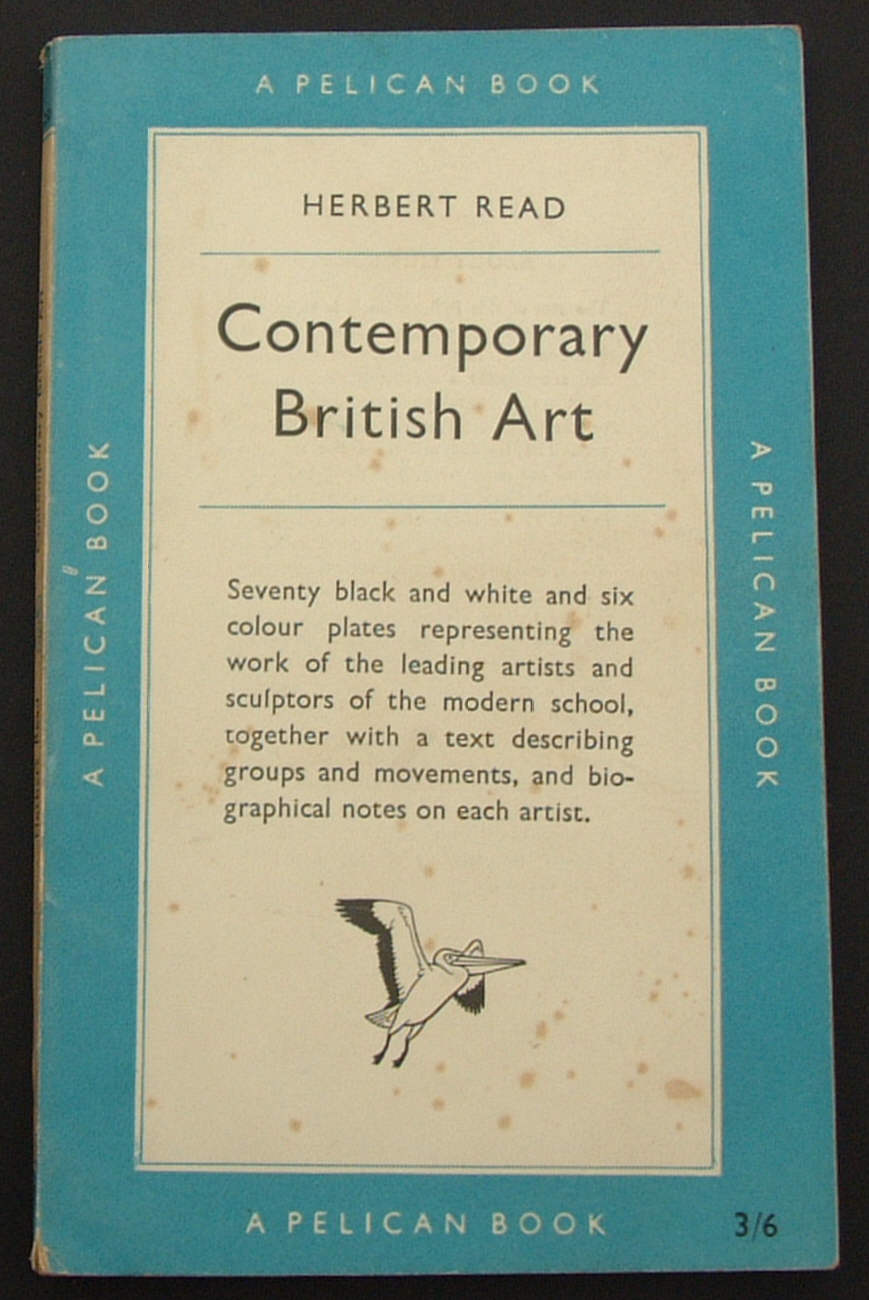 A PELICAN BOOK
HERBERT READ
Contemporary
British Art
Seventy black and white and six
colour plates representing the
work of the leading artists and
sculptors of the modern school,
together with a text describing
groups and movements, and bio-
graphical notes on each artist.
A PELICAN BOOK
A PELICAN BOOK
A PELICAN BOOK
3/6